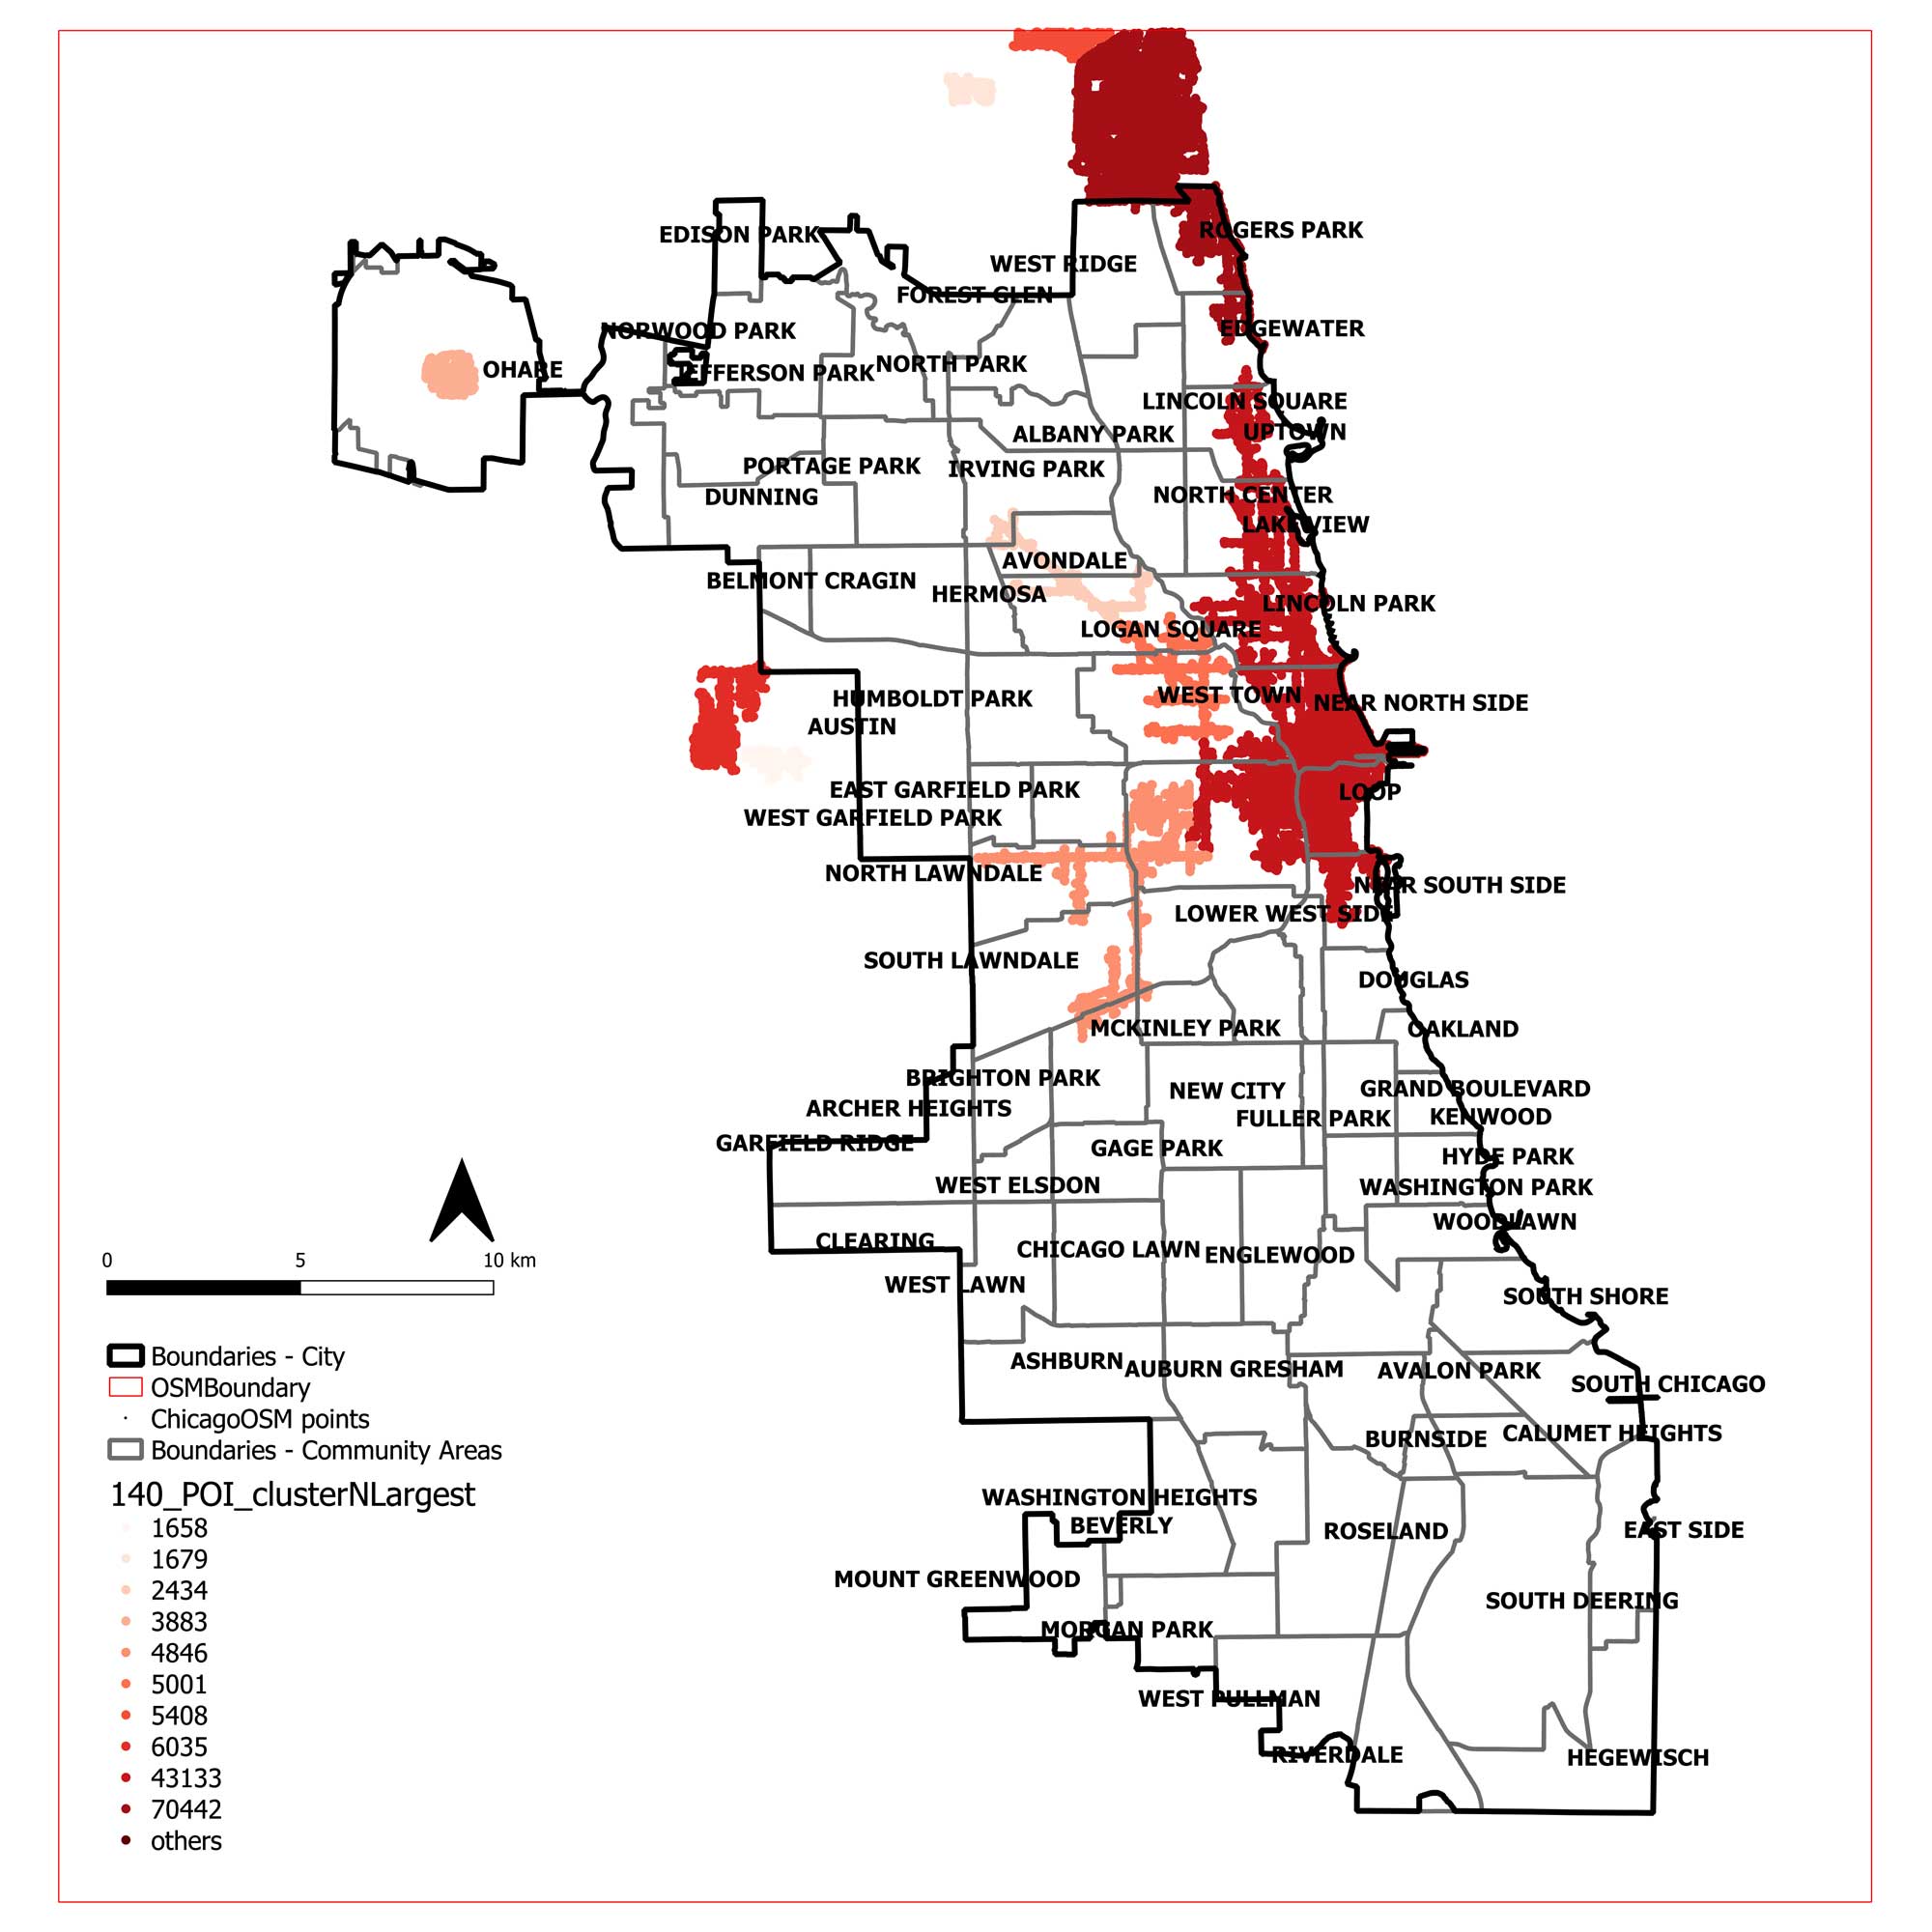 ROGERS PARK
EDISON PARK
WEST RIDGE
FOREST GLEN
EDGEWATER
NORWOOD PARK
NORTH PARK
OHARE
JEFFERSON PARK
LINCOLN SQUARE
UPTOWN
ALBANY PARK
PORTAGE PARK
IRVING PARK
DUNNING
NORTH CENTER
LAKE VIEW
AVONDALE
BELMONT CRAGIN
HERMOSA
LINCOLN PARK
LOGAN SQUARE
WEST TOWN
HUMBOLDT PARK
NEAR NORTH SIDE
AUSTIN
EAST GARFIELD PARK
LOOP
WEST GARFIELD PARK
NORTH LAWNDALE
NEAR SOUTH SIDE
LOWER WEST SIDE
SOUTH LAWNDALE
DOUGLAS
MCKINLEY PARK
OAKLAND
BRIGHTON PARK
NEW CITY
GRAND BOULEVARD
ARCHER HEIGHTS
FULLER PARK
KENWOOD
GARFIELD RIDGE
GAGE PARK
HYDE PARK
WEST ELSDON
WASHINGTON PARK
WOODLAWN
CLEARING
CHICAGO LAWN
ENGLEWOOD
WEST LAWN
SOUTH SHORE
ASHBURN
AUBURN GRESHAM
AVALON PARK
SOUTH CHICAGO
BURNSIDE
CALUMET HEIGHTS
WASHINGTON HEIGHTS
BEVERLY
ROSELAND
EAST SIDE
MOUNT GREENWOOD
SOUTH DEERING
MORGAN PARK
WEST PULLMAN
RIVERDALE
HEGEWISCH
0 5 10 km
Boundaries - City
OSMBoundary
ChicagoOSM points
Boundaries - Community Areas
140_POI_clusterNLargest
1658
1679
2434
3883
4846
5001
5408
6035
43133
70442
others